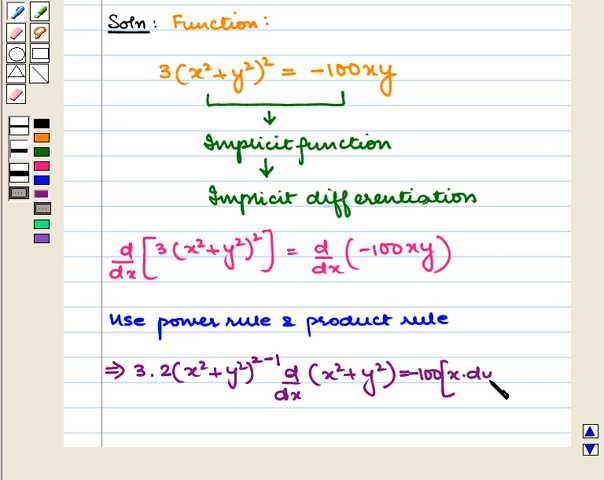 Soln: Function:
3(x²+y²)² = -100xy
Implicit function
Implicit differentiation
d/dx [3(x²+y²)²] = d/dx (-100xy)
Use power rule & product rule
⇒ 3.2(x²+y²)²⁻¹ d/dx (x²+y²) = -100[x.dy